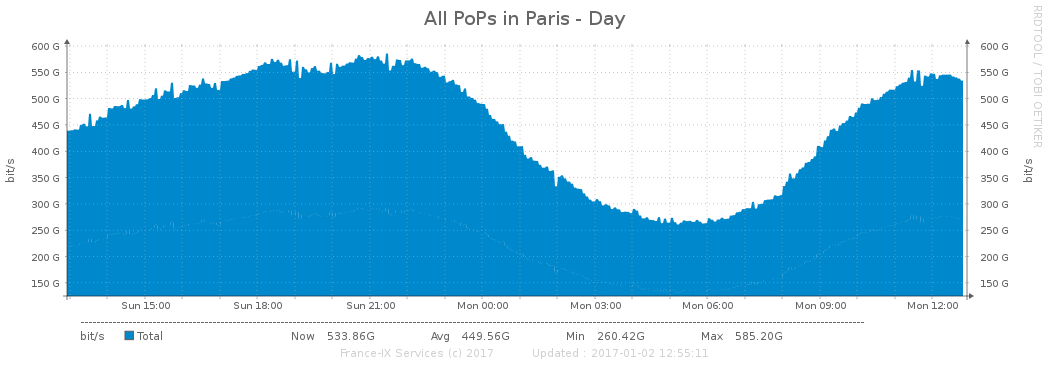 All PoPs in Paris - Day
RRDTOOL / TOBI OETIKER
600 G 600 G
550 G 550 G
500 G 500 G
450 G 450 G
400 G 400 G
350 G 350 G
300 G 300 G
250 G 250 G
200 G 200 G
150 G 150 G
bit/s bit/s
Sun 15:00 Sun 18:00 Sun 21:00 Mon 00:00 Mon 03:00 Mon 06:00 Mon 09:00 Mon 12:00
bit/s Total Now 533.86G Avg 449.56G Min 260.42G Max 585.20G
France-IX Services (c) 2017 Updated : 2017-01-02 12:55:11